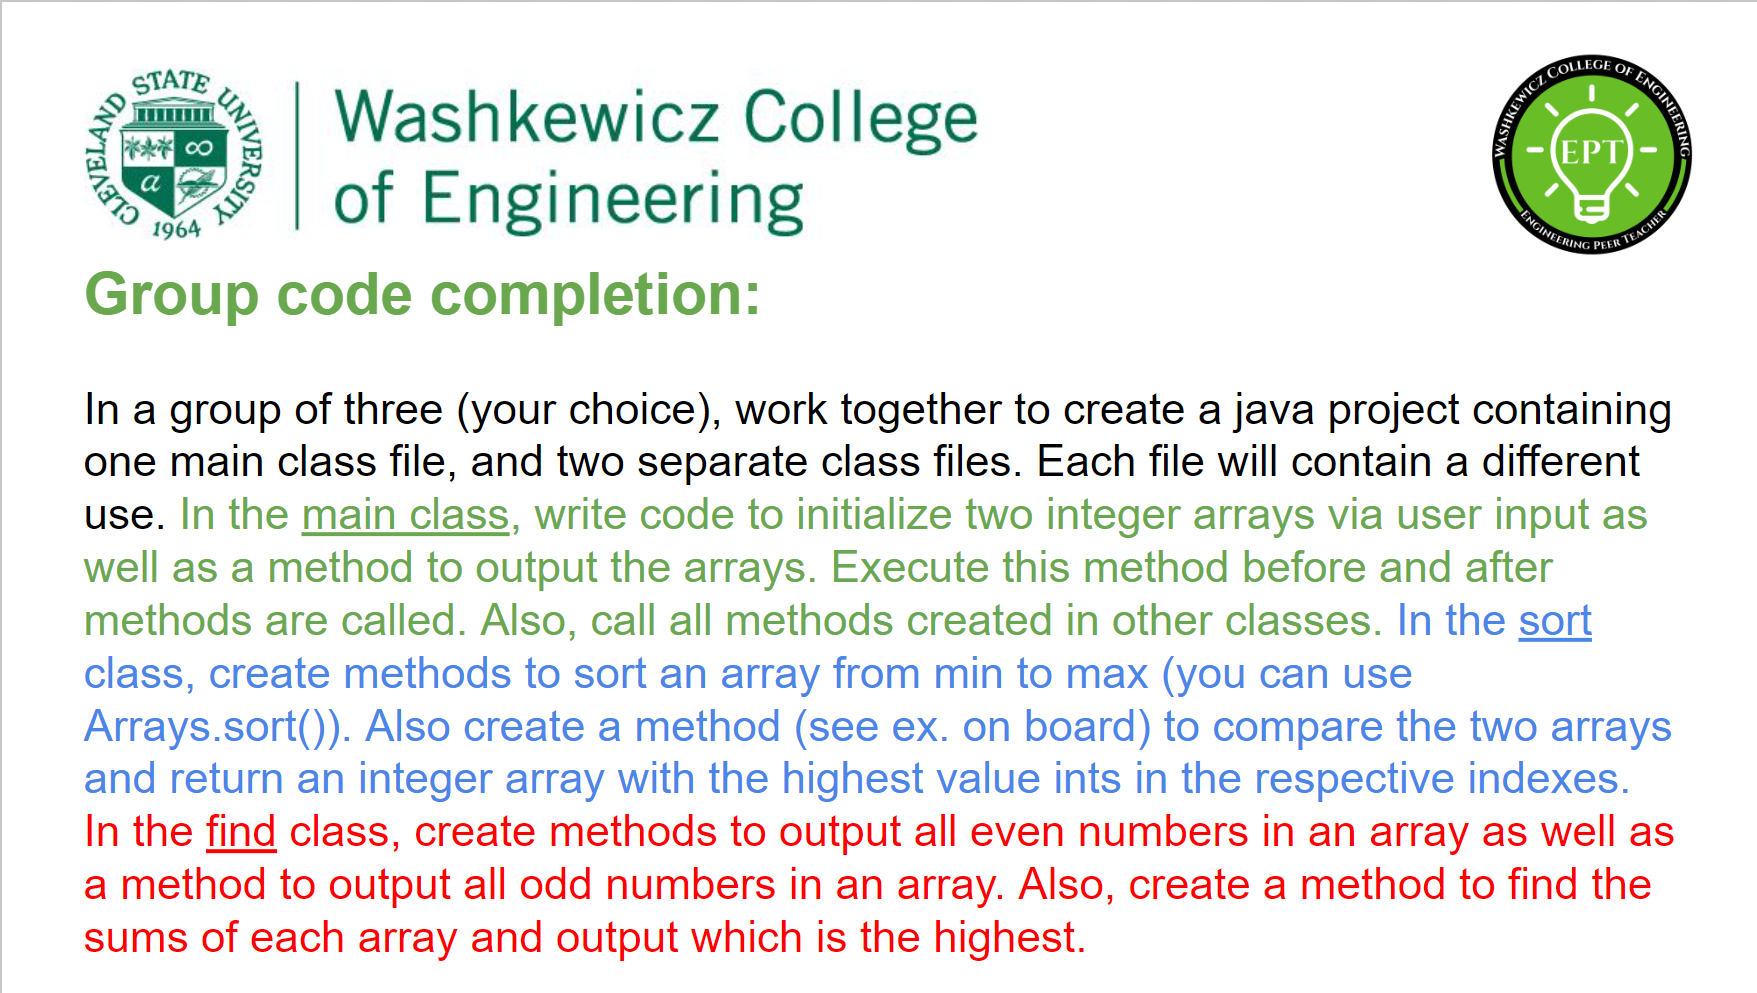 CLEVELAND STATE UNIVERSITY
1964
Washkewicz College
of Engineering
WASHKEWICZ COLLEGE OF ENGINEERING
EPT
ENGINEERING PEER TEACHER
Group code completion:
In a group of three (your choice), work together to create a java project containing
one main class file, and two separate class files. Each file will contain a different
use. In the main class, write code to initialize two integer arrays via user input as
well as a method to output the arrays. Execute this method before and after
methods are called. Also, call all methods created in other classes. In the sort
class, create methods to sort an array from min to max (you can use
Arrays.sort()). Also create a method (see ex. on board) to compare the two arrays
and return an integer array with the highest value ints in the respective indexes.
In the find class, create methods to output all even numbers in an array as well as
a method to output all odd numbers in an array. Also, create a method to find the
sums of each array and output which is the highest.